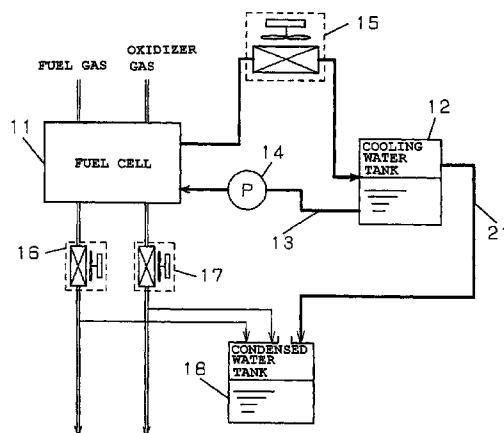 OXIDIZER
GAS
FUEL GAS
15
11
FUEL CELL
14
P
12
COOLING
WATER
TANK
13
21
16
17
CONDENSED
WATER
TANK
18